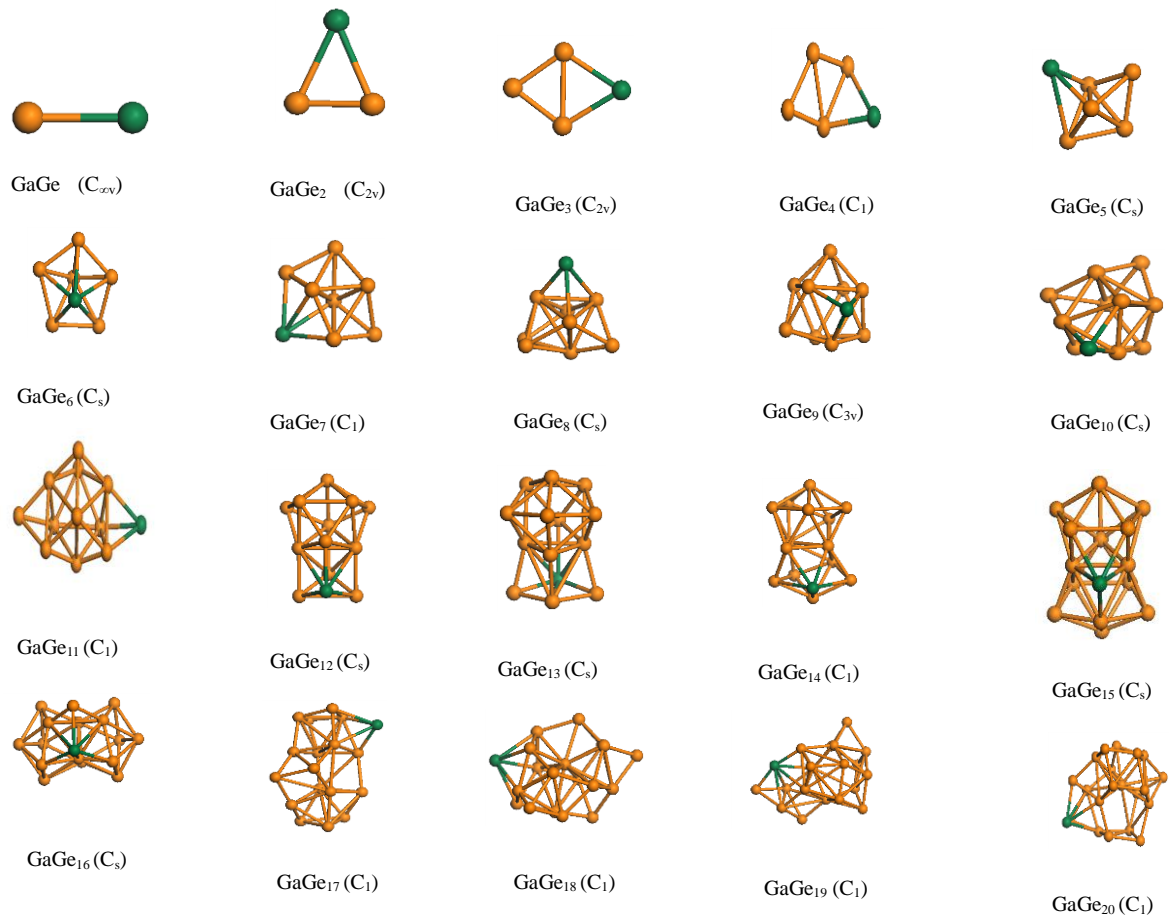 GaGe (C∞v)
GaGe₂ (C₂ᵥ)
GaGe₃ (C₂ᵥ)
GaGe₄ (C₁)
GaGe₅ (Cₛ)
GaGe₆ (Cₛ)
GaGe₇ (C₁)
GaGe₈ (Cₛ)
GaGe₉ (C₃ᵥ)
GaGe₁₀ (Cₛ)
GaGe₁₁ (C₁)
GaGe₁₂ (Cₛ)
GaGe₁₃ (Cₛ)
GaGe₁₄ (C₁)
GaGe₁₅ (Cₛ)
GaGe₁₆ (Cₛ)
GaGe₁₇ (C₁)
GaGe₁₈ (C₁)
GaGe₁₉ (C₁)
GaGe₂₀ (C₁)